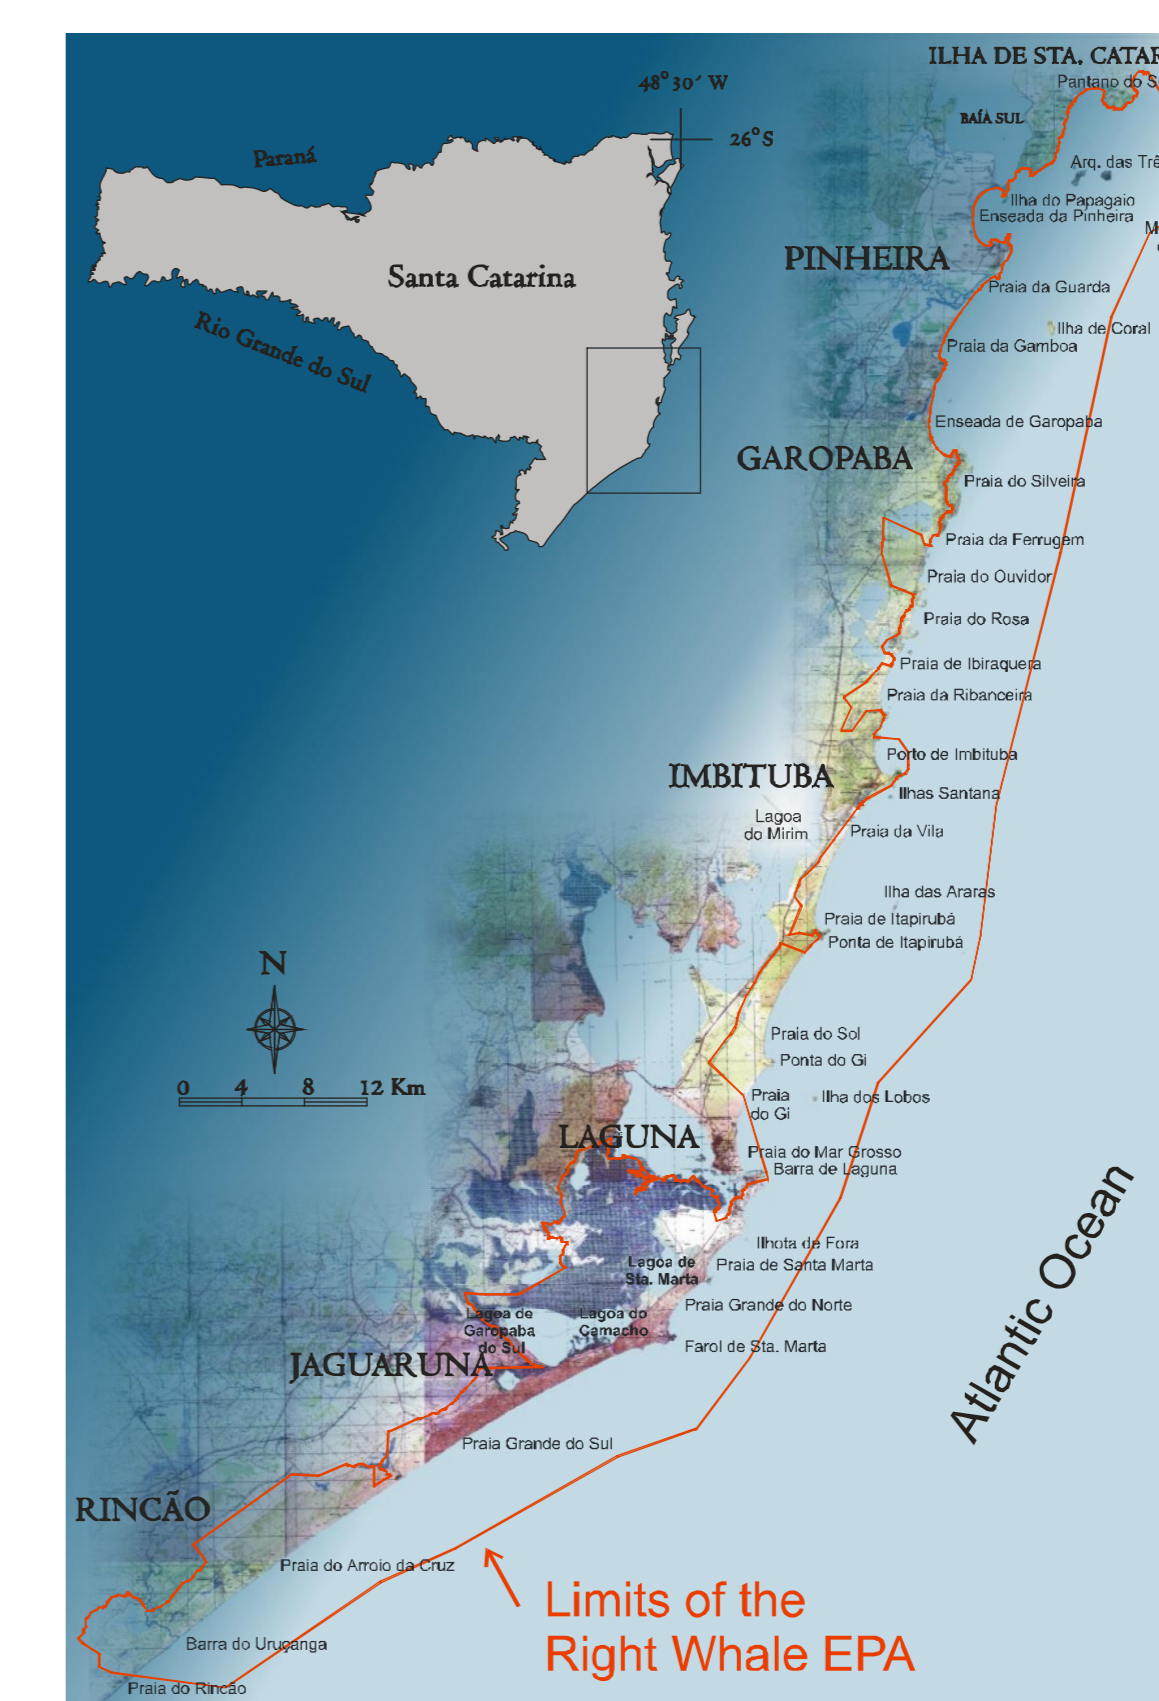 ILHA DE STA. CATAR
Pantano do S
48°30´ W
BAÍA SUL
26°S
Paraná
Arq. das Trê
Ilha do Papagaio
Enseada da Pinheira
M
PINHEIRA
Santa Catarina
Praia da Guarda
Rio Grande do Sul
Ilha de Coral
Praia da Gamboa
Enseada de Garopaba
GAROPABA
Praia do Silveira
Praia da Ferrugem
Praia do Ouvidor
Praia do Rosa
Praia de Ibiraquera
Praia da Ribanceira
Porto de Imbituba
IMBITUBA
Ilhas Santana
Lagoa
do Mirim
Praia da Vila
Ilha das Araras
Praia de Itapirubá
Ponta de Itapirubá
N
Praia do Sol
Ponta do Gi
0 4 8 12 Km
Praia
do Gi
Ilha dos Lobos
LAGUNA
Praia do Mar Grosso
Barra de Laguna
Atlantic Ocean
Ilhota de Fora
Lagoa de
Sta. Marta
Praia de Santa Marta
Praia Grande do Norte
Lagoa de
Garopaba
do Sul
Lagoa do
Camacho
Farol de Sta. Marta
JAGUARUNA
Praia Grande do Sul
RINCÃO
Praia do Arroio da Cruz
Limits of the
Right Whale EPA
Barra do Uruçanga
Praia do Rincão